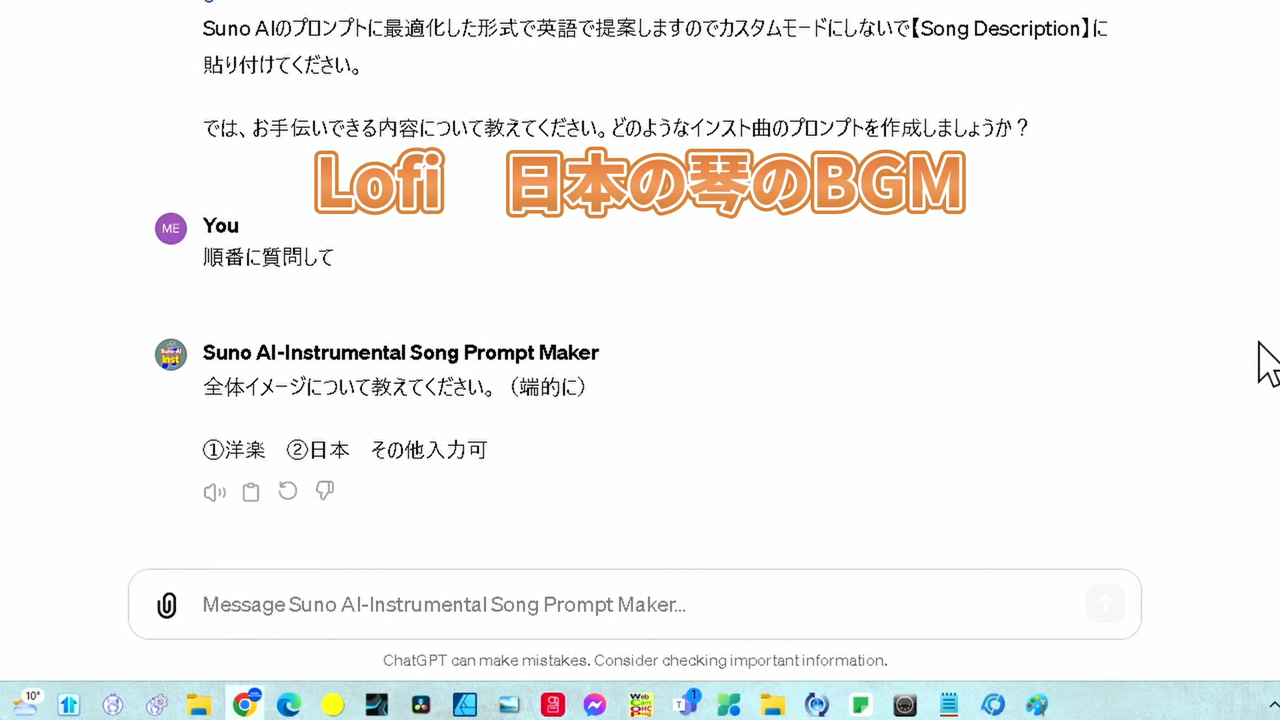 Suno AIのプロンプトに最適化した形式で英語で提案しますのでカスタムモードにしないで【Song Description】に
貼り付けてください。
では、お手伝いできる内容について教えてください。どのようなインスト曲のプロンプトを作成しましょうか？
Lofi　日本の琴のBGM
ME
You
順番に質問して
Suno AI-Instrumental Song Prompt Maker
全体イメージについて教えてください。（端的に）
①洋楽　②日本　その他入力可
Message Suno AI-Instrumental Song Prompt Maker...
ChatGPT can make mistakes. Consider checking important information.
10°